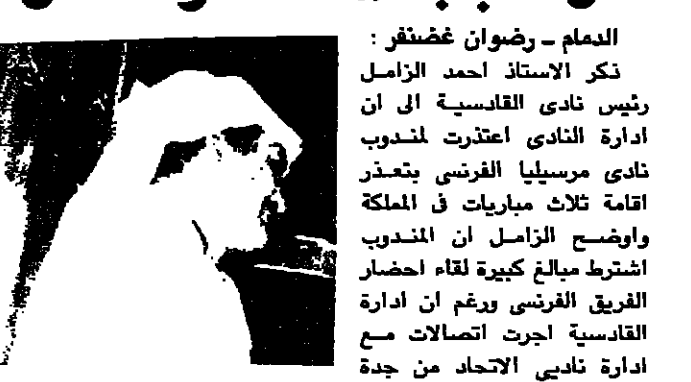 الدمام ــ رضوان غضنفر :
ذكر الاستاذ احمد الزامل
رئيس نادى القادسية الى ان
ادارة النادى اعتذرت لمندوب
نادى مرسيليا الفرنسى بتعذر
اقامة ثلاث مباريات فى المملكة
واوضح الزامل ان المندوب
اشترط مبالغ كبيرة لقاء احضار
الفريق الفرنسى ورغم ان ادارة
القادسية اجرت اتصالات مع
ادارة ناديي الاتحاد من جدة